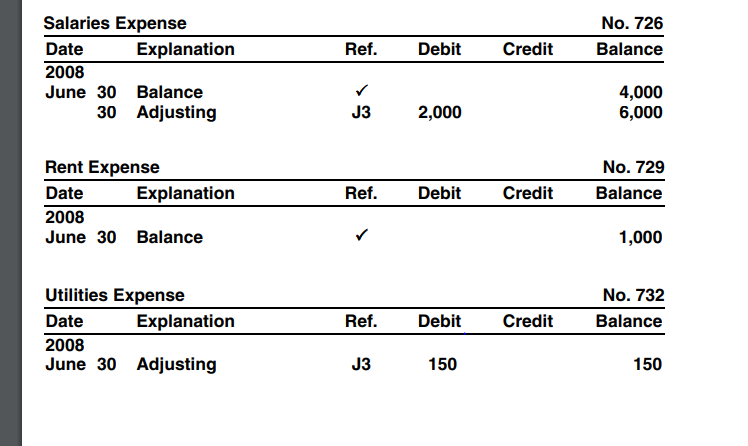 Salaries Expense No. 726
Date Explanation Ref. Debit Credit Balance
2008
June 30 Balance ✓ 4,000
30 Adjusting J3 2,000 6,000
Rent Expense No. 729
Date Explanation Ref. Debit Credit Balance
2008
June 30 Balance ✓ 1,000
Utilities Expense No. 732
Date Explanation Ref. Debit Credit Balance
2008
June 30 Adjusting J3 150 150